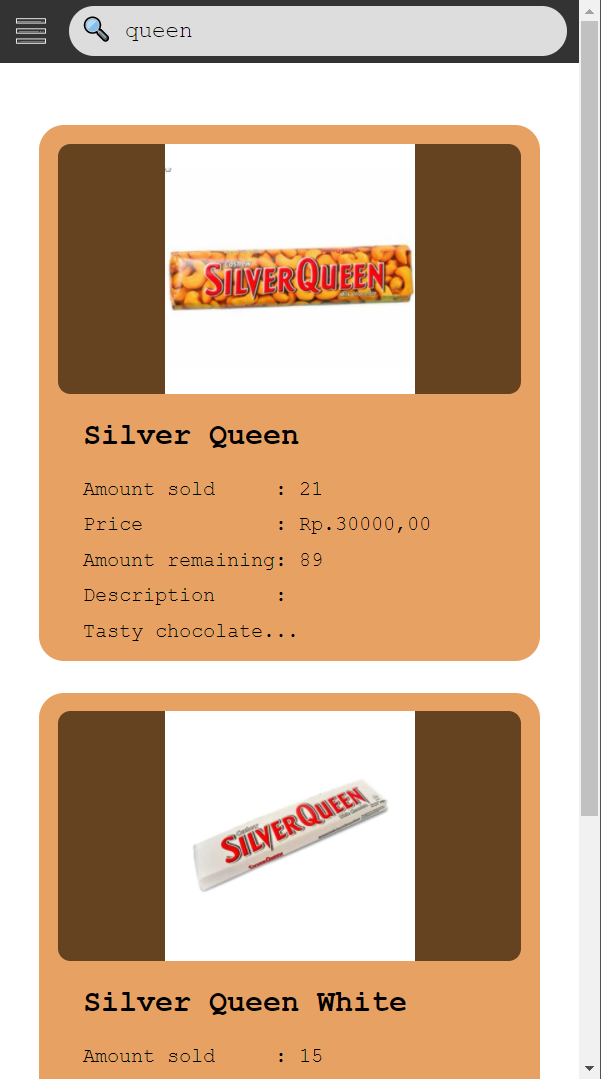 queen
Cashew
SILVERQUEEN
Silver Queen
Amount sold : 21
Price : Rp.30000,00
Amount remaining: 89
Description :
Tasty chocolate...
SILVERQUEEN
Silver Queen White
Amount sold : 15